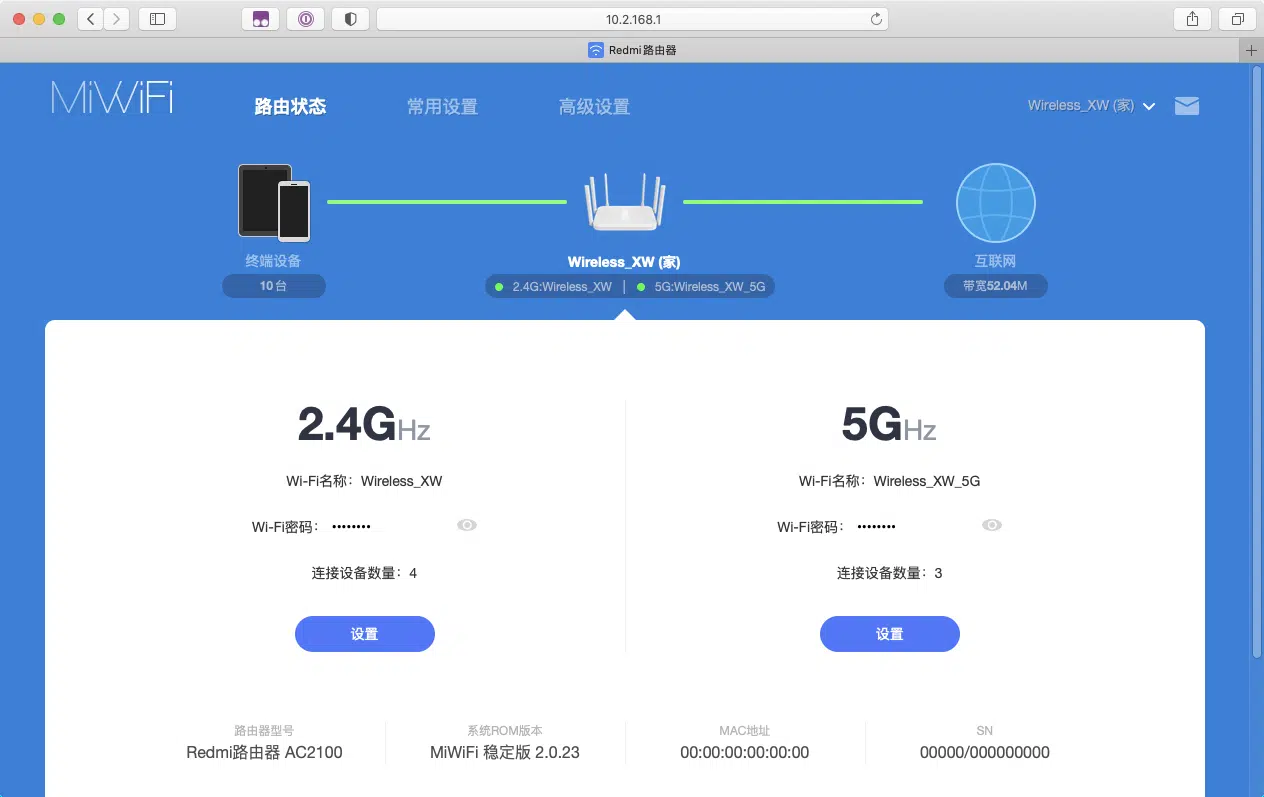 10.2.168.1
Redmi路由器
MiWiFi
路由状态
常用设置
高级设置
Wireless_XW (家)
终端设备
10 台
Wireless_XW (家)
2.4G:Wireless_XW | 5G:Wireless_XW_5G
互联网
带宽52.04M
2.4GHz
Wi-Fi名称：Wireless_XW
Wi-Fi密码： ••••••••
连接设备数量：4
设置
5GHz
Wi-Fi名称：Wireless_XW_5G
Wi-Fi密码： ••••••••
连接设备数量：3
设置
路由器型号
Redmi路由器 AC2100
系统ROM版本
MiWiFi 稳定版 2.0.23
MAC地址
00:00:00:00:00:00
SN
00000/000000000